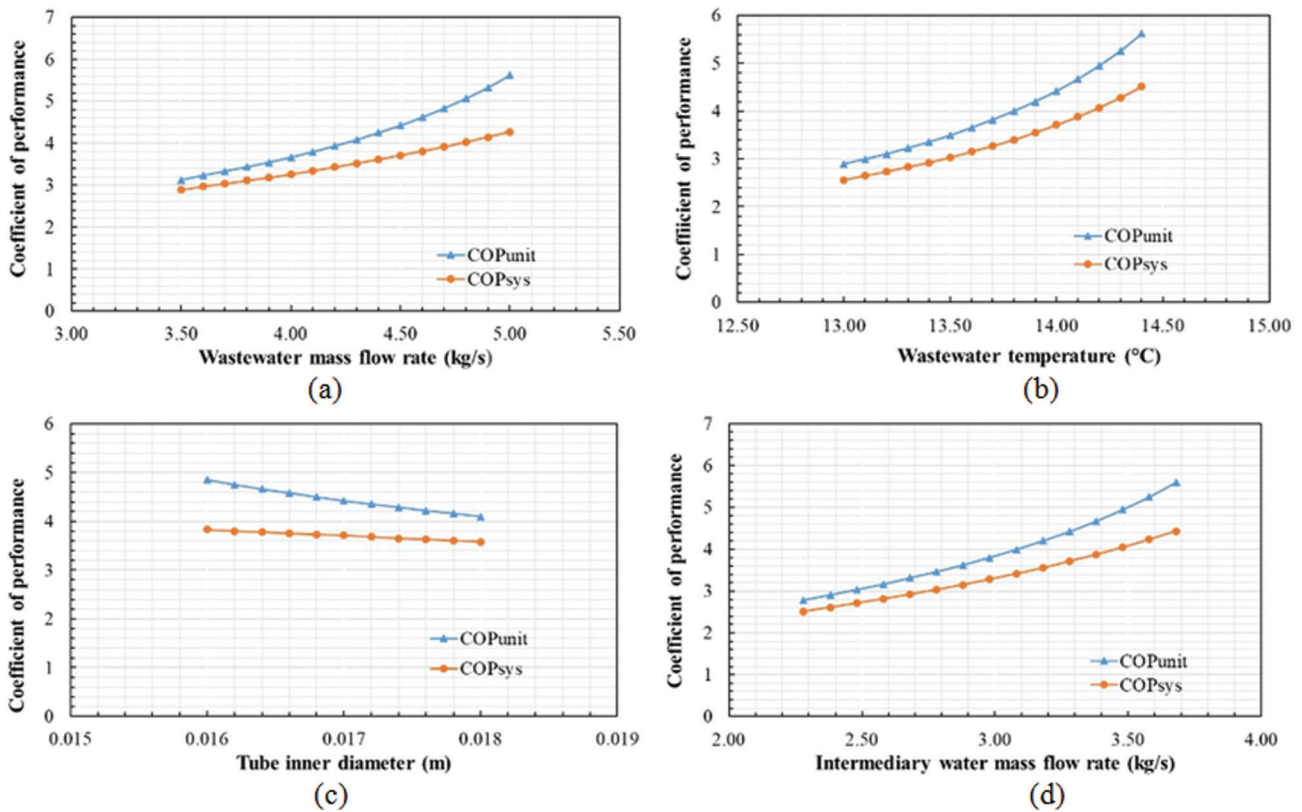 Coefficient of performance
7
6
5
4
3
2
1
0
COPunit
COPsys
3.00 3.50 4.00 4.50 5.00 5.50
Wastewater mass flow rate (kg/s)
(a)
Coeffiicient of performance
6
5
4
3
2
1
0
COPunit
COPsys
12.50 13.00 13.50 14.00 14.50 15.00
Wastewater temperature (°C)
(b)
Coefficient of performance
6
5
4
3
2
1
0
COPunit
COPsys
0.015 0.016 0.017 0.018 0.019
Tube inner diameter (m)
(c)
Coefficient of performance
7
6
5
4
3
2
1
0
COPunit
COPsys
2.00 2.50 3.00 3.50 4.00
Intermediary water mass flow rate (kg/s)
(d)